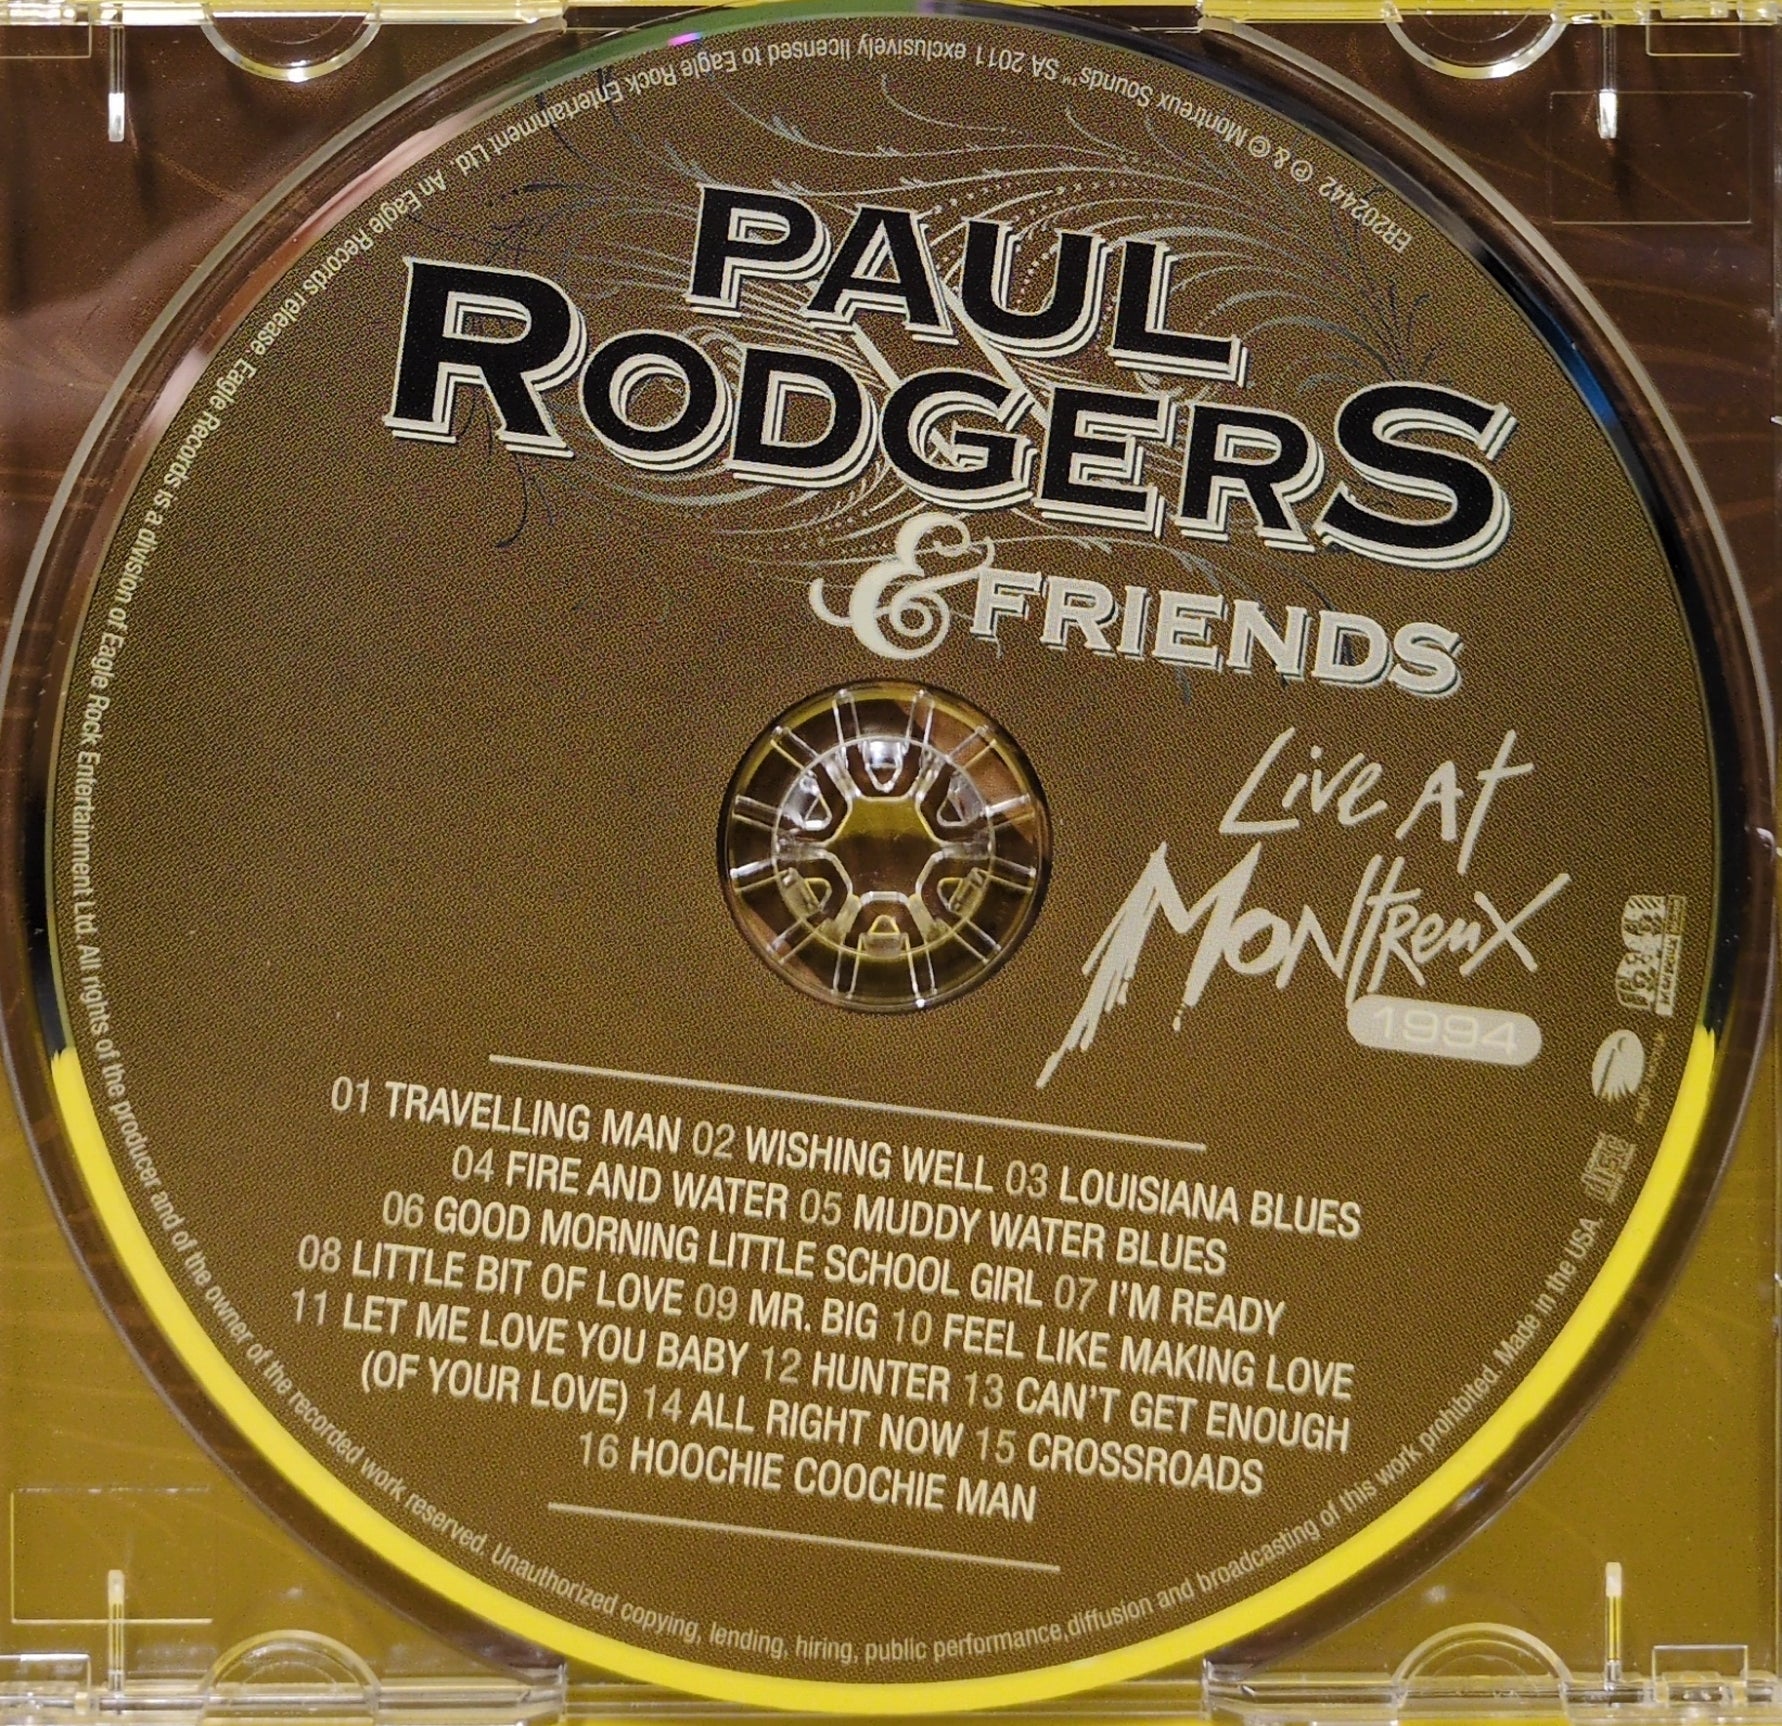 PAUL
RODGERS
& FRIENDS
Live At
Montreux
1994
01 TRAVELLING MAN 02 WISHING WELL 03 LOUISIANA BLUES
04 FIRE AND WATER 05 MUDDY WATER BLUES
06 GOOD MORNING LITTLE SCHOOL GIRL 07 I'M READY
08 LITTLE BIT OF LOVE 09 MR. BIG 10 FEEL LIKE MAKING LOVE
11 LET ME LOVE YOU BABY 12 HUNTER 13 CAN'T GET ENOUGH
(OF YOUR LOVE) 14 ALL RIGHT NOW 15 CROSSROADS
16 HOOCHIE COOCHIE MAN
ER202442 ℗ & © Montreux Sounds™ SA 2011 exclusively licensed to Eagle Rock Entertainment Ltd. An Eagle Records release. Eagle Records is a division of Eagle Rock Entertainment Ltd. All rights of the producer and of the owner of the recorded work reserved. Unauthorized copying, lending, hiring, public performance, diffusion and broadcasting of this work prohibited. Made in the USA.